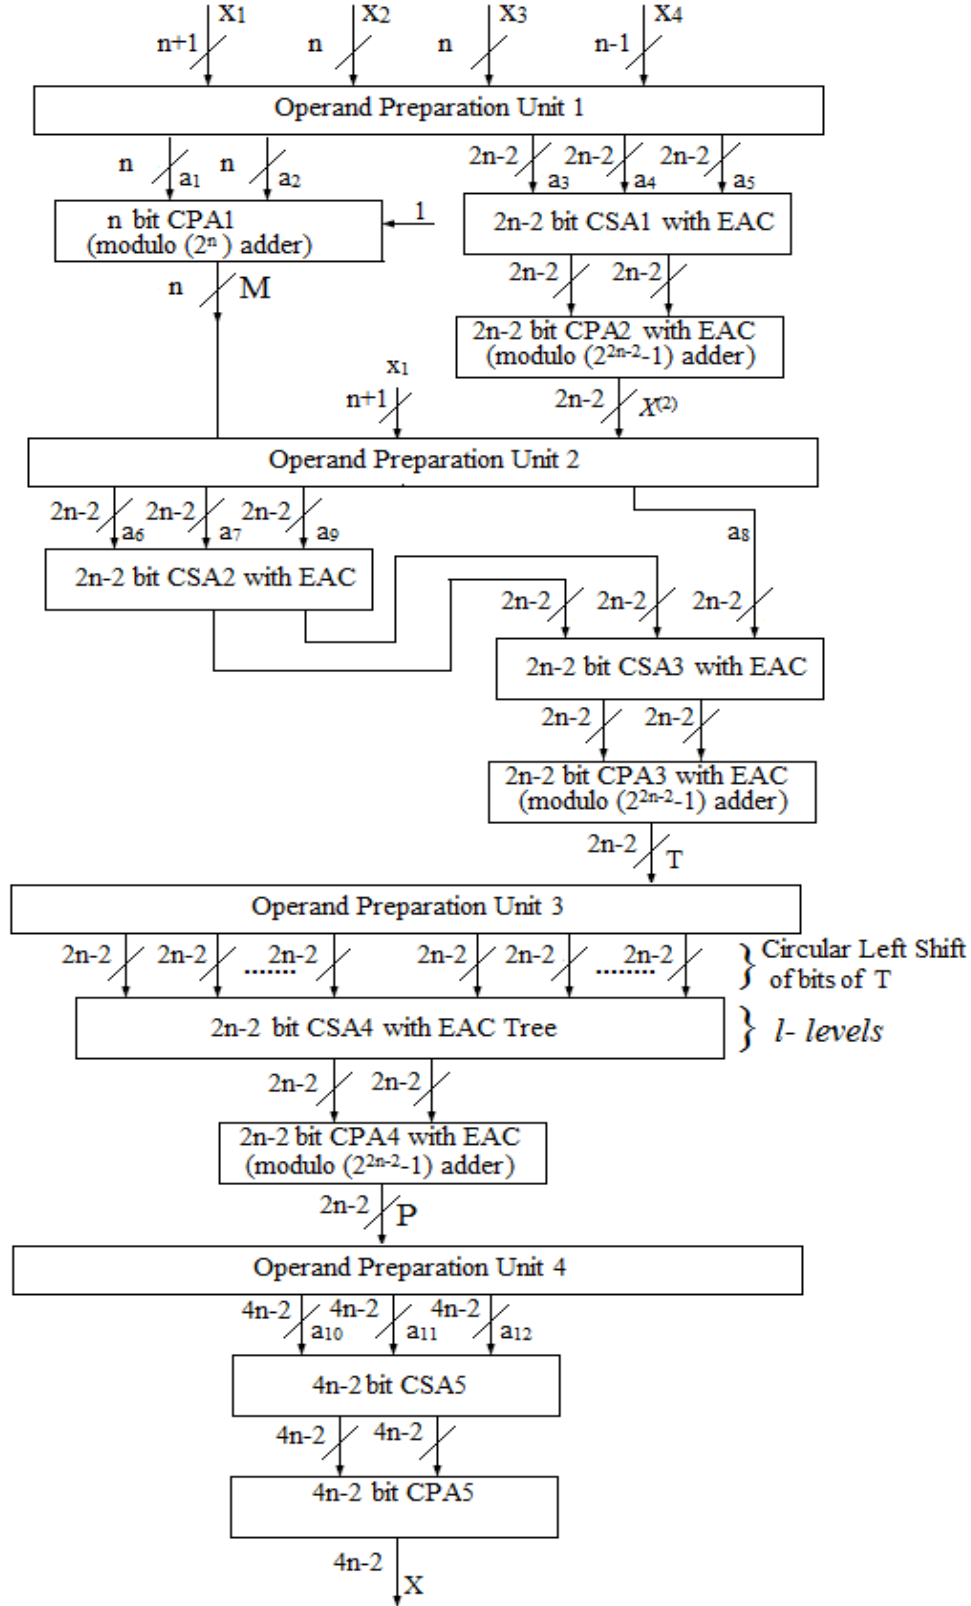 X1 X2 X3 X4
n+1 n n n-1
Operand Preparation Unit 1
n n 2n-2 2n-2 2n-2
a1 a2 a3 a4 a5
n bit CPA1
(modulo (2^n ) adder)
1
2n-2 bit CSA1 with EAC
n M
2n-2 2n-2
2n-2 bit CPA2 with EAC
(modulo (2^2n-2-1) adder)
x1
n+1
2n-2 X(2)
Operand Preparation Unit 2
2n-2 2n-2 2n-2
a6 a7 a9 a8
2n-2 bit CSA2 with EAC
2n-2 2n-2 2n-2
2n-2 bit CSA3 with EAC
2n-2 2n-2
2n-2 bit CPA3 with EAC
(modulo (2^2n-2-1) adder)
2n-2 T
Operand Preparation Unit 3
2n-2 2n-2 ....... 2n-2 2n-2 2n-2 ........ 2n-2
} Circular Left Shift
of bits of T
2n-2 bit CSA4 with EAC Tree
} l- levels
2n-2 2n-2
2n-2 bit CPA4 with EAC
(modulo (2^2n-2-1) adder)
2n-2 P
Operand Preparation Unit 4
4n-2 4n-2 4n-2
a10 a11 a12
4n-2 bit CSA5
4n-2 4n-2
4n-2 bit CPA5
4n-2 X